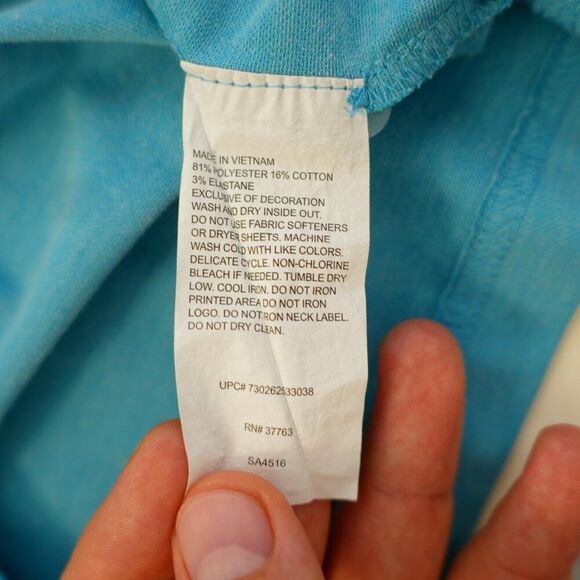 MADE IN VIETNAM
81% POLYESTER 16% COTTON
3% ELASTANE
EXCLUSIVE OF DECORATION
WASH AND DRY INSIDE OUT.
DO NOT USE FABRIC SOFTENERS
OR DRYER SHEETS. MACHINE
WASH COLD WITH LIKE COLORS.
DELICATE CYCLE. NON-CHLORINE
BLEACH IF NEEDED. TUMBLE DRY
LOW. COOL IRON. DO NOT IRON
PRINTED AREA DO NOT IRON
LOGO. DO NOT IRON NECK LABEL.
DO NOT DRY CLEAN.
UPC# 730262533038
RN# 37763
SA4516